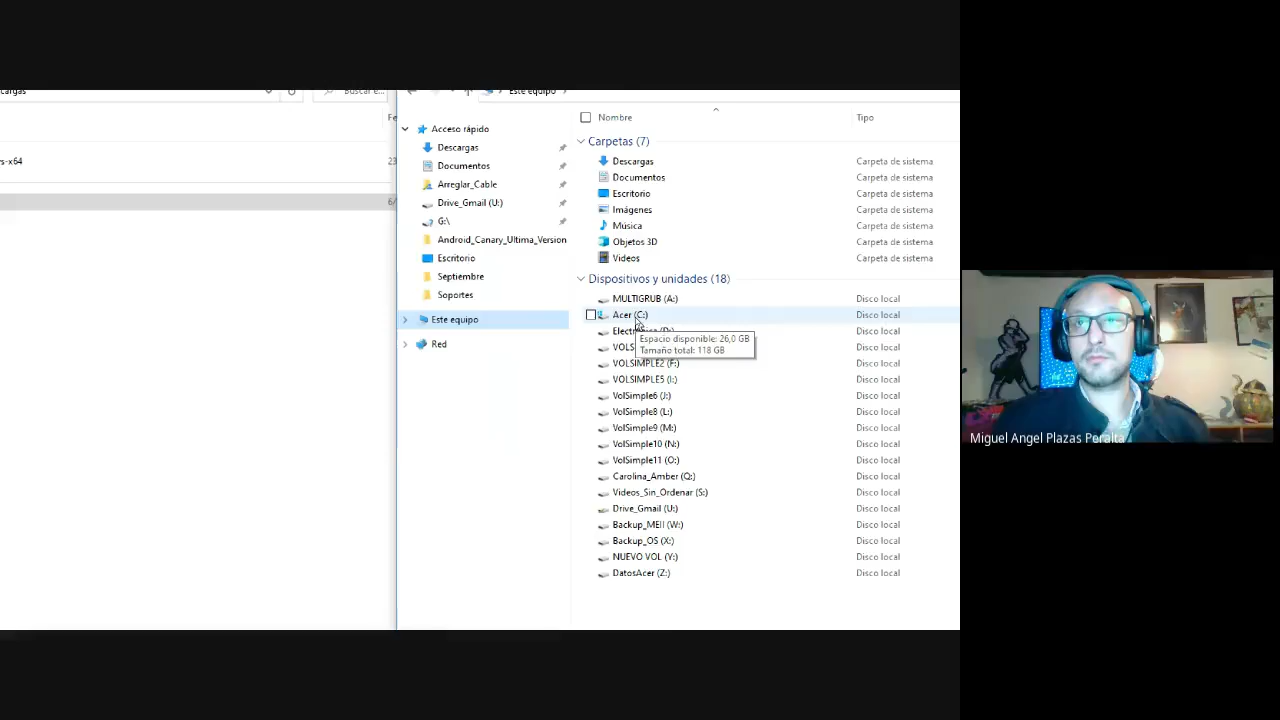 cargas
Buscar e...
Este equipo
Fe
s-x64
23
6/
Acceso rápido
Descargas
Documentos
Arreglar_Cable
Drive_Gmail (U:)
G:\
Android_Canary_Ultima_Version
Escritorio
Septiembre
Soportes
Este equipo
Red
Nombre
Tipo
Carpetas (7)
Descargas
Carpeta de sistema
Documentos
Carpeta de sistema
Escritorio
Carpeta de sistema
Imágenes
Carpeta de sistema
Música
Carpeta de sistema
Objetos 3D
Carpeta de sistema
Videos
Carpeta de sistema
Dispositivos y unidades (18)
MULTIGRUB (A:)
Disco local
Acer (C:)
Disco local
Disco local
Espacio disponible: 26,0 GB
Tamaño total: 118 GB
VOLS
Disco local
VOLSIMPLE2 (F:)
Disco local
VOLSIMPLE5 (I:)
Disco local
VolSimple6 (J:)
Disco local
VolSimple8 (L:)
Disco local
VolSimple9 (M:)
Disco local
VolSimple10 (N:)
Disco local
VolSimple11 (O:)
Disco local
Carolina_Amber (Q:)
Disco local
Videos_Sin_Ordenar (S:)
Disco local
Drive_Gmail (U:)
Disco local
Backup_MEII (W:)
Disco local
Backup_OS (X:)
Disco local
NUEVO VOL (Y:)
Disco local
DatosAcer (Z:)
Disco local
Miguel Angel Plazas Peralta